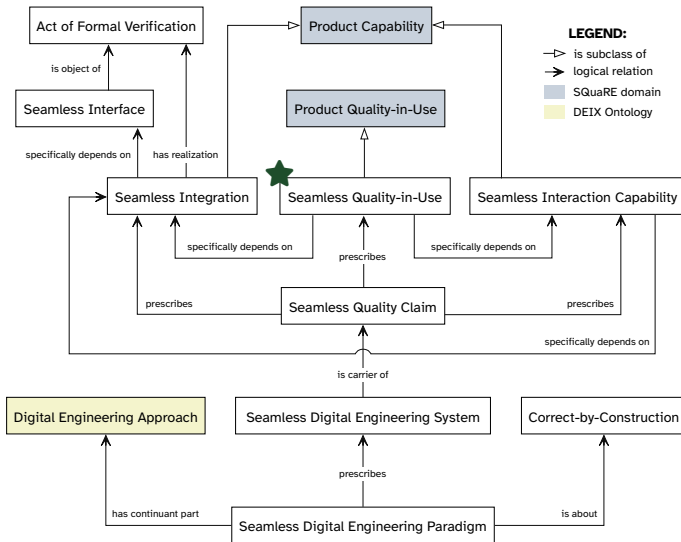 Act of Formal Verification
Product Capability
LEGEND:
is subclass of
logical relation
SQuaRE domain
DEIX Ontology
is object of
Seamless Interface
Product Quality-in-Use
specifically depends on
has realization
Seamless Integration
Seamless Quality-in-Use
Seamless Interaction Capability
specifically depends on
specifically depends on
prescribes
prescribes
Seamless Quality Claim
prescribes
specifically depends on
is carrier of
Digital Engineering Approach
Seamless Digital Engineering System
Correct-by-Construction
prescribes
has continuant part
is about
Seamless Digital Engineering Paradigm